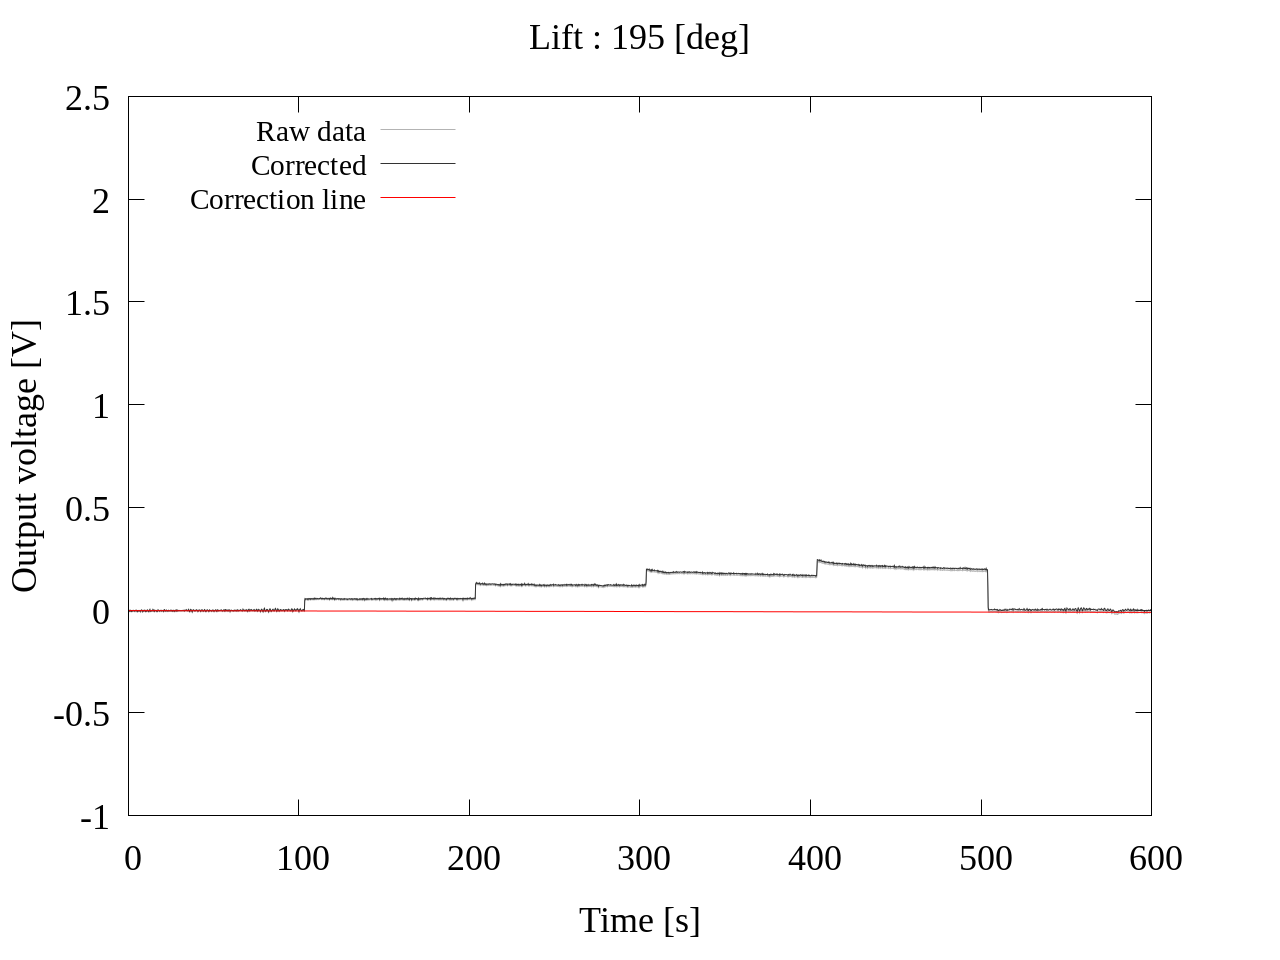 Lift : 195 [deg]
2.5
2
1.5
1
0.5
0
-0.5
-1
Output voltage [V]
Raw data
Corrected
Correction line
0 100 200 300 400 500 600
Time [s]